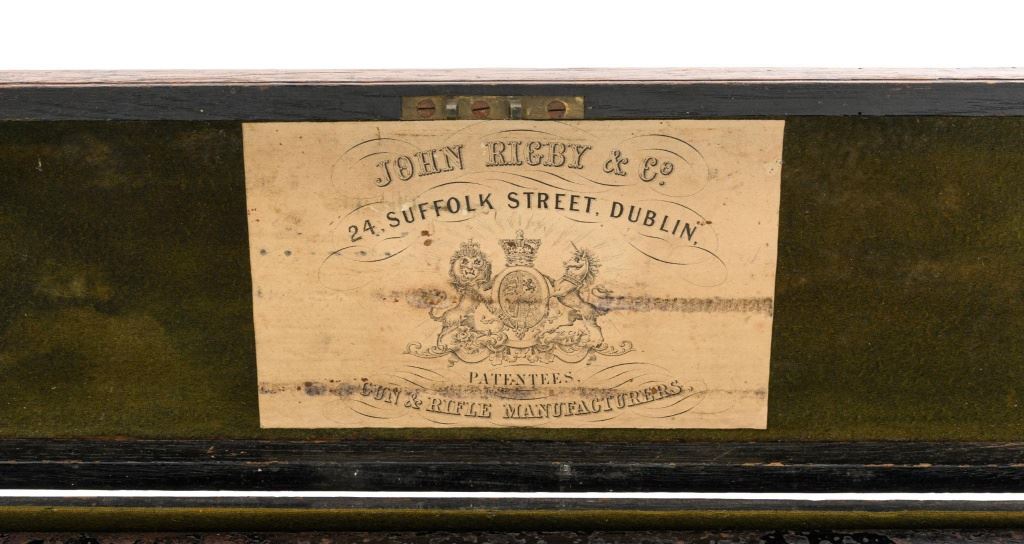 JOHN RIGBY & Co.
24, SUFFOLK STREET, DUBLIN,
PATENTEES,
GUN & RIFLE MANUFACTURERS.